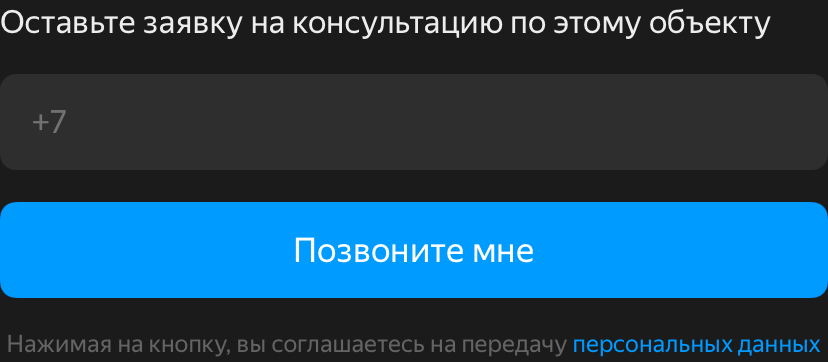 Оставьте заявку на консультацию по этому объекту
+7
Позвоните мне
Нажимая на кнопку, вы соглашаетесь на передачу персональных данных